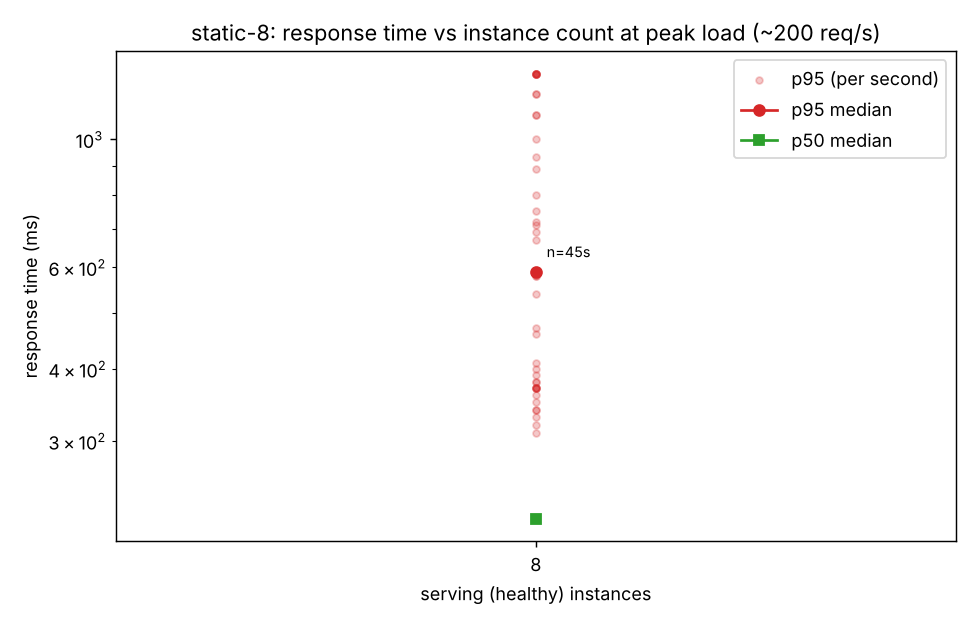 static-8: response time vs instance count at peak load (~200 req/s)
p95 (per second)
p95 median
p50 median
10³
6 × 10²
4 × 10²
3 × 10²
response time (ms)
n=45s
8
serving (healthy) instances